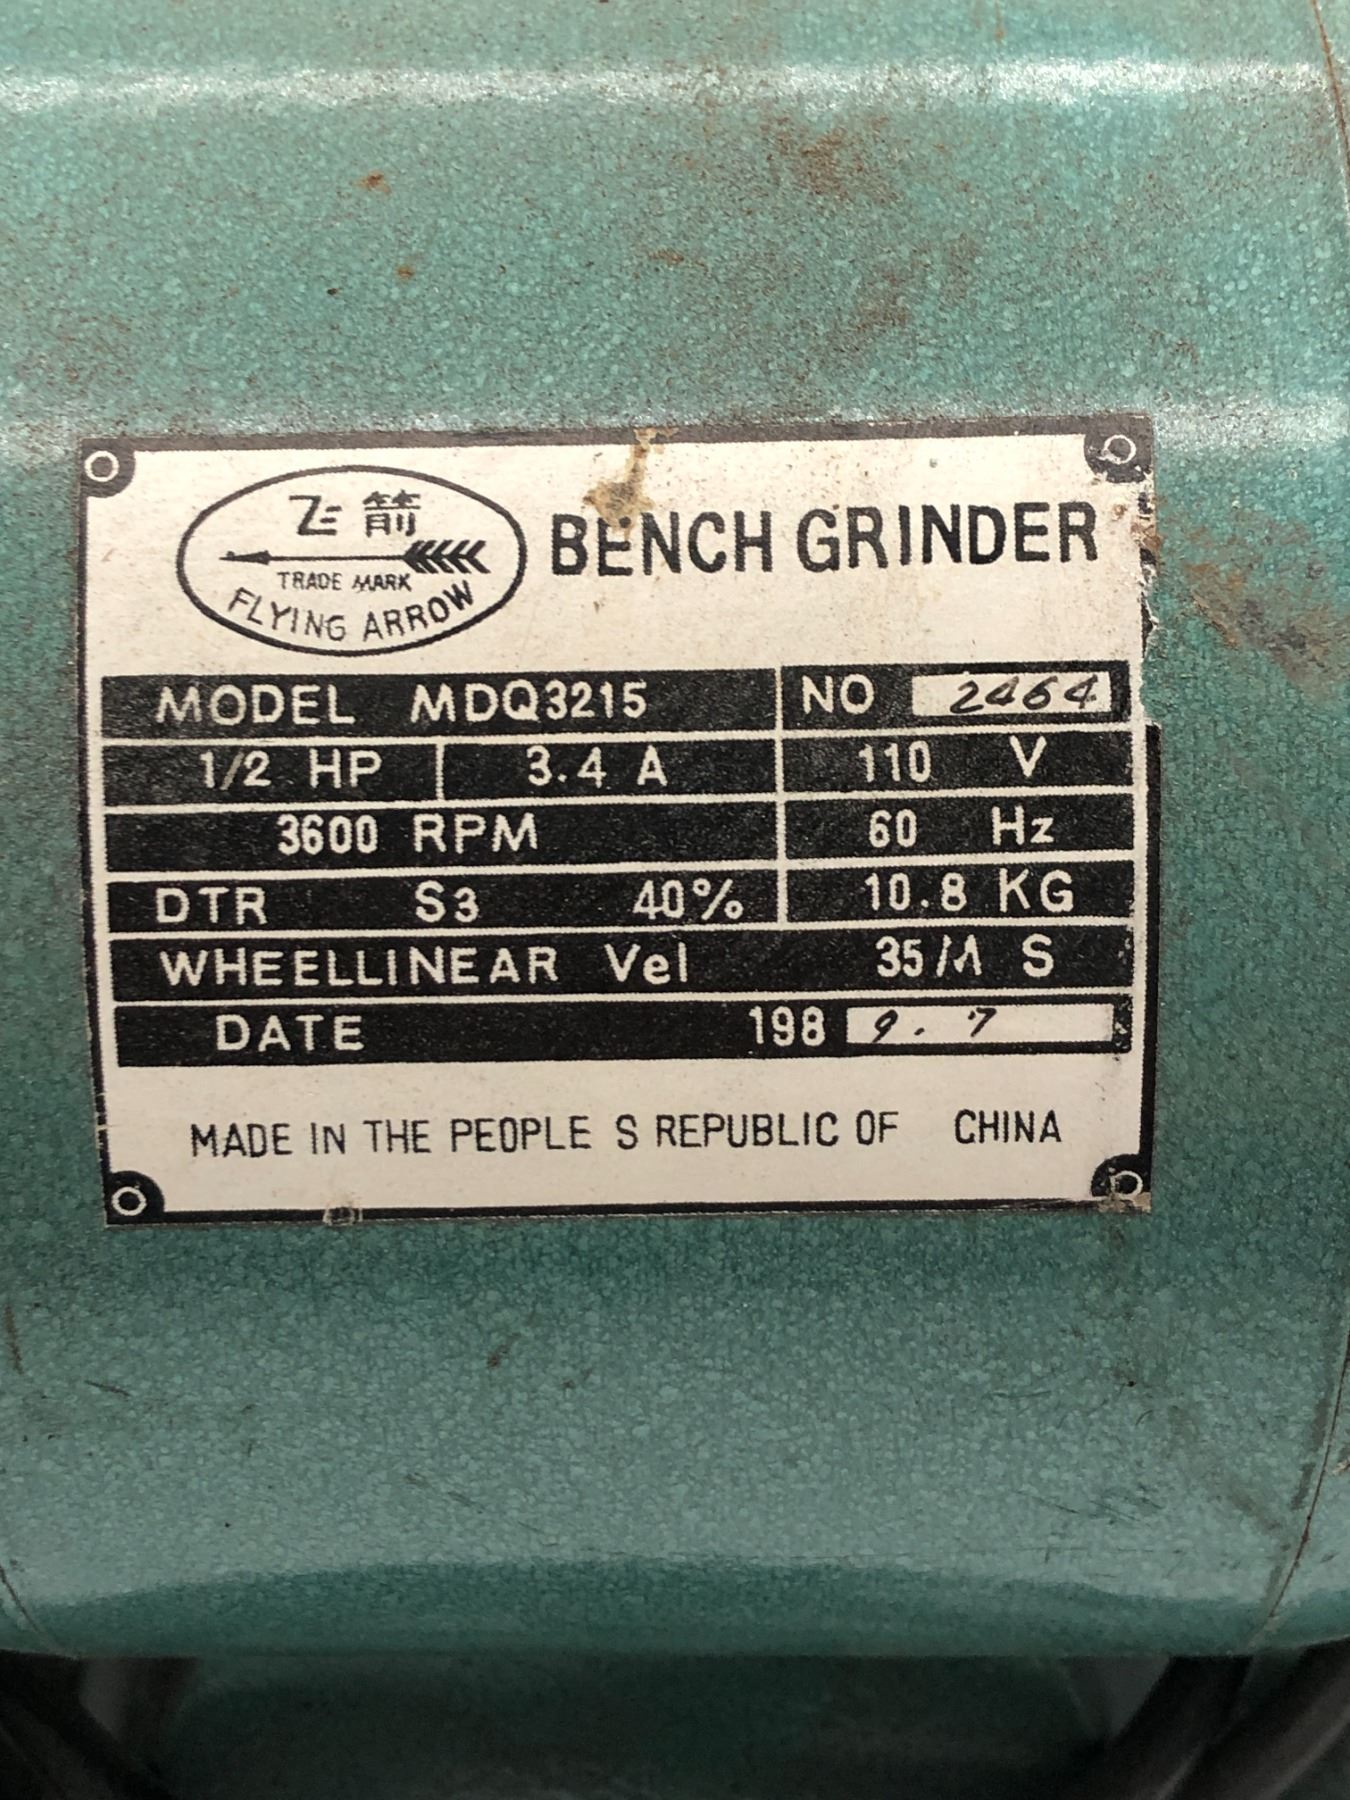 飞箭
TRADE MARK
FLYING ARROW
BENCH GRINDER
MODEL MDQ3215 NO 2464
1/2 HP 3.4 A 110 V
3600 RPM 60 Hz
DTR S3 40% 10.8 KG
WHEELLINEAR Vel 35/M S
DATE 1989.7
MADE IN THE PEOPLE S REPUBLIC OF CHINA